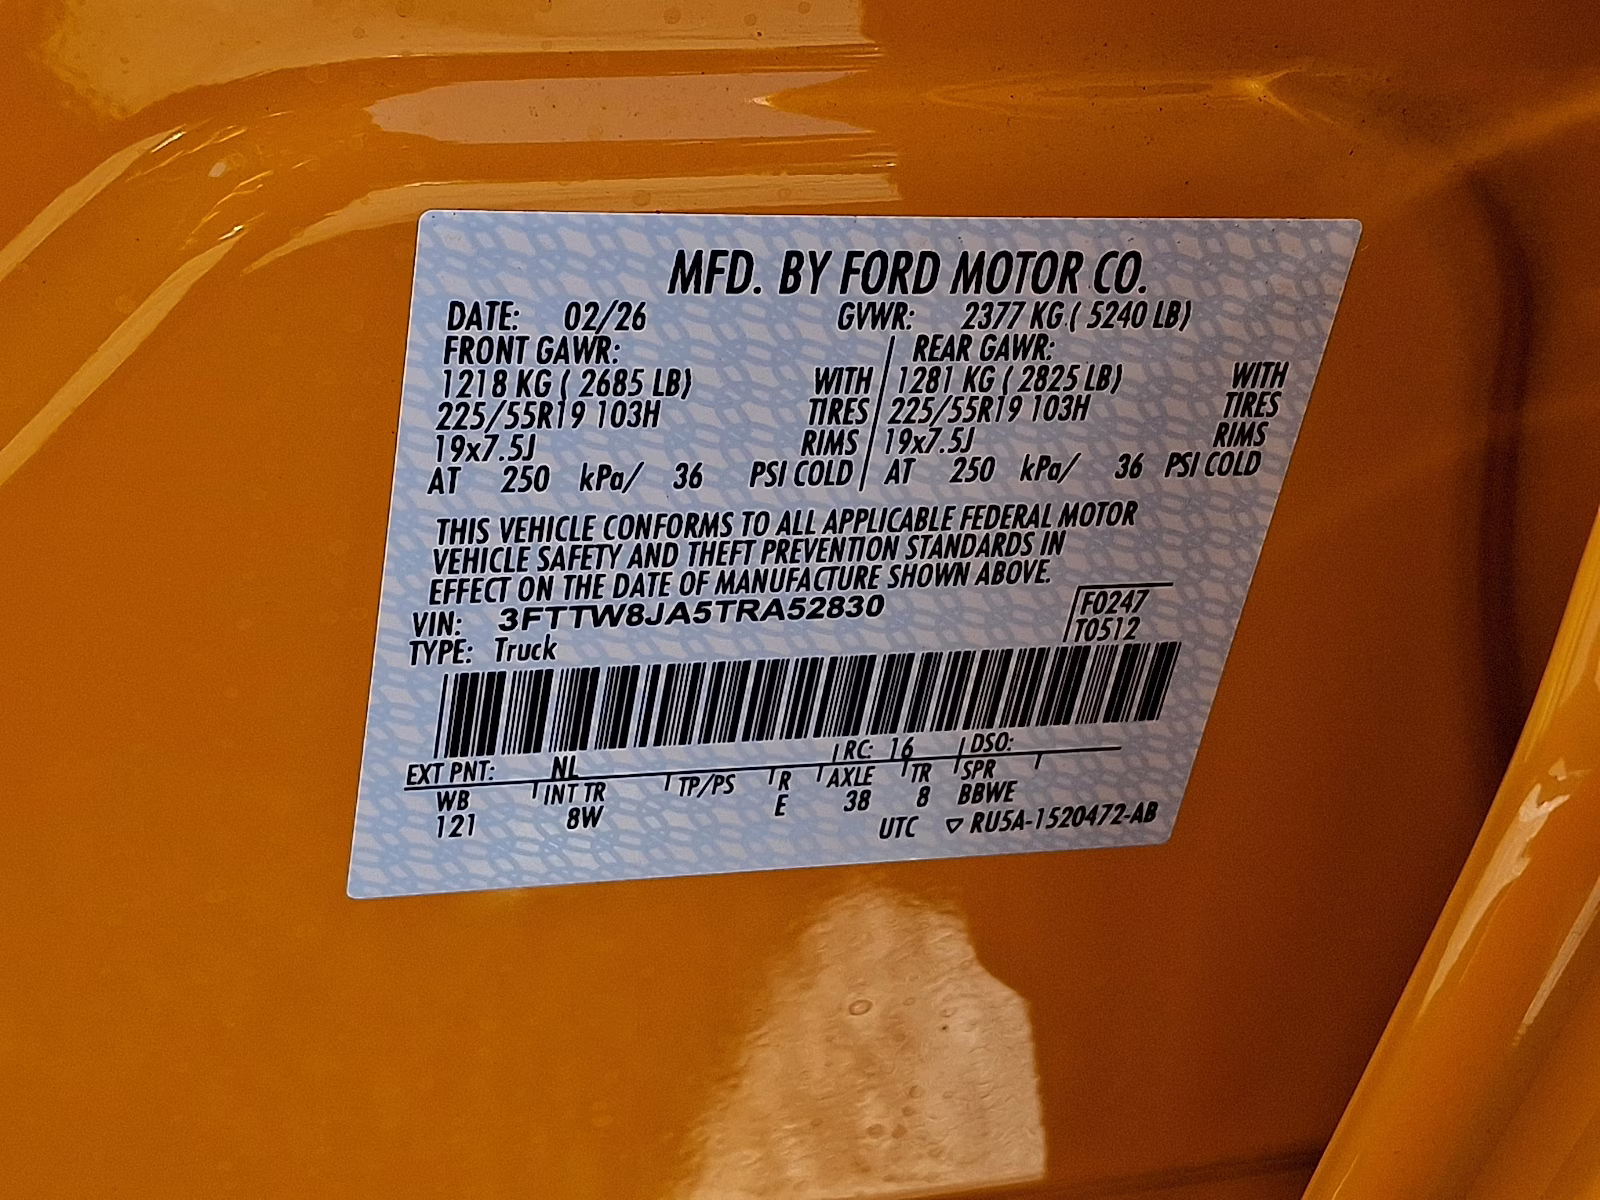 MFD. BY FORD MOTOR CO.
DATE: 02/26 GVWR: 2377 KG ( 5240 LB)
FRONT GAWR: REAR GAWR:
1218 KG ( 2685 LB) WITH 1281 KG ( 2825 LB) WITH
225/55R19 103H TIRES 225/55R19 103H TIRES
19x7.5J RIMS 19x7.5J RIMS
AT 250 kPa/ 36 PSI COLD AT 250 kPa/ 36 PSI COLD
THIS VEHICLE CONFORMS TO ALL APPLICABLE FEDERAL MOTOR
VEHICLE SAFETY AND THEFT PREVENTION STANDARDS IN
EFFECT ON THE DATE OF MANUFACTURE SHOWN ABOVE.
VIN: 3FTTW8JA5TRA52830 F0247
TYPE: Truck T0512
EXT PNT: NL RC: 16 DSO:
WB INT TR TP/PS R AXLE TR SPR
121 8W E 38 8 BBWE
UTC ▽ RU5A-1520472-AB